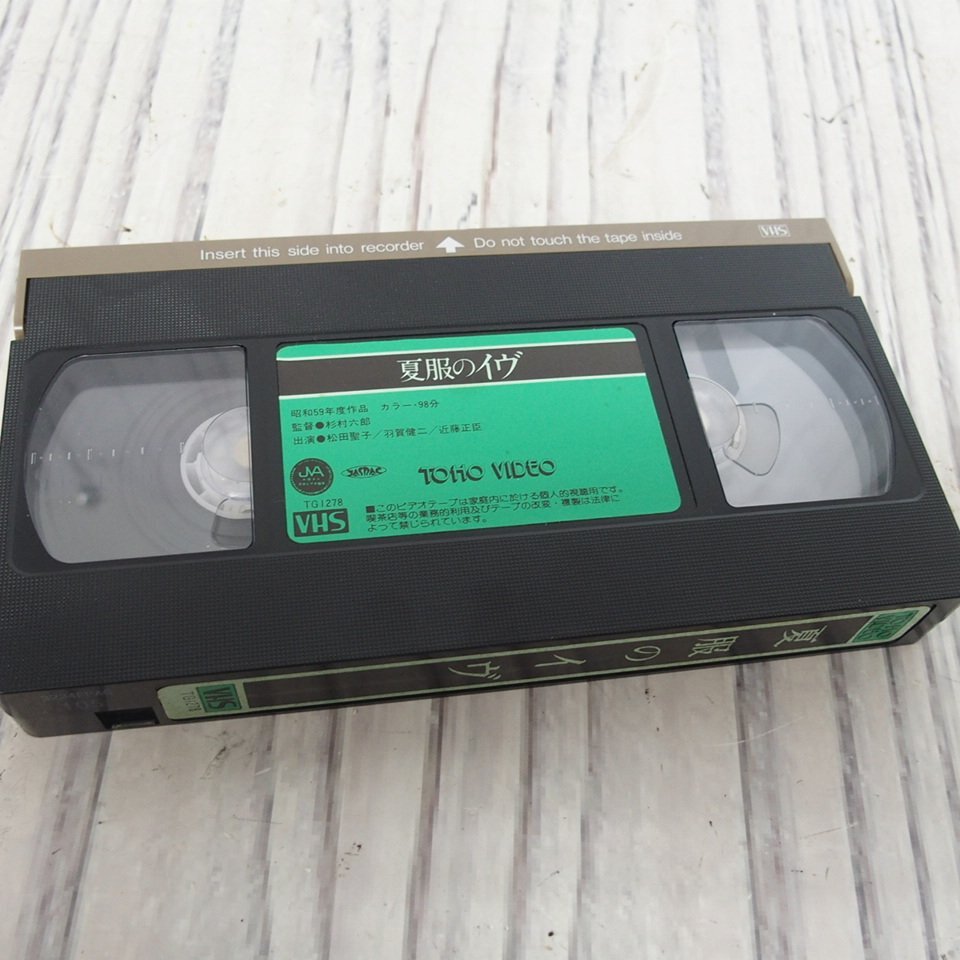 Insert this side into recorder Do not touch the tape inside VHS
夏服のイヴ
昭和59年度作品 カラー・98分
監督●杉村六郎
出演●松田聖子/羽賀健二/近藤正臣
JVA
JASRAC
TOHO VIDEO
TG1278
VHS
■このビデオテープは家庭内に於ける個人的視聴用です。
喫茶店等の業務的利用及びテープの改変・複製は法律に
よって禁じられています。
夏服のイヴ
VHS
TG1278